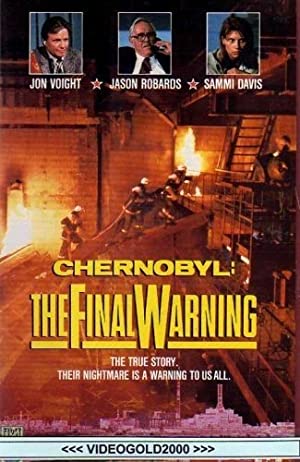 JON VOIGHT ☆ JASON ROBARDS ☆ SAMMI DAVIS
CHERNOBYL:
THE FINAL WARNING
THE TRUE STORY.
THEIR NIGHTMARE IS A WARNING TO US ALL.
<<< VIDEOGOLD2000 >>>